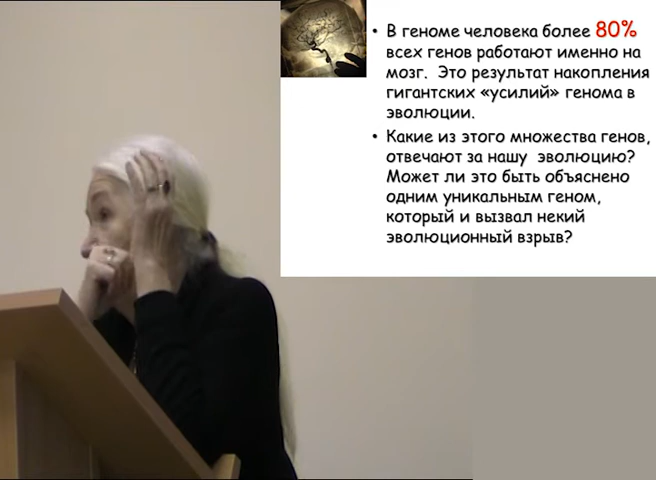 В геноме человека более 80%
всех генов работают именно на
мозг. Это результат накопления
гигантских «усилий» генома в
эволюции.
Какие из этого множества генов,
отвечают за нашу эволюцию?
Может ли это быть объяснено
одним уникальным геном,
который и вызвал некий
эволюционный взрыв?